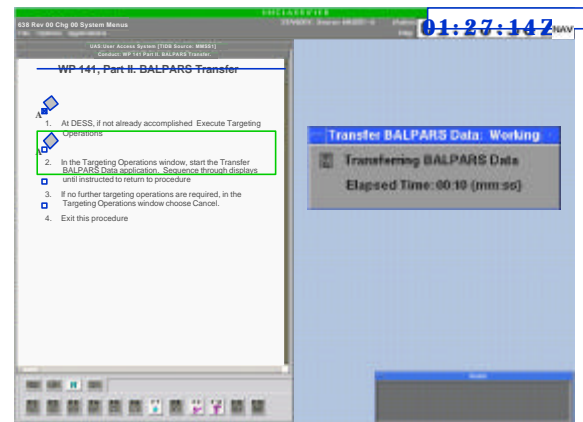 UNCLASSIFIED
638 Rev 00 Chg 00 System Menus
01:27:14Z NAV
UAS:User Access System [TIDB Source: MMSS1]
Conduct: WP 141 Part II. BALPARS Transfer.
WP 141, Part II. BALPARS Transfer
A
1. At DESS, if not already accomplished Execute Targeting
Operations
A
2. In the Targeting Operations window, start the Transfer
BALPARS Data application. Sequence through displays
until instructed to return to procedure
3. If no further targeting operations are required, in the
Targeting Operations window choose Cancel.
4. Exit this procedure
Transfer BALPARS Data: Working
Transferring BALPARS Data
Elapsed Time: 00:10 (mm:ss)